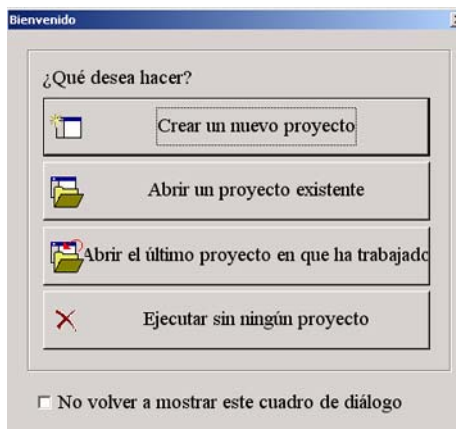 Bienvenido
¿Qué desea hacer?
Crear un nuevo proyecto
Abrir un proyecto existente
Abrir el último proyecto en que ha trabajado
Ejecutar sin ningún proyecto
No volver a mostrar este cuadro de diálogo